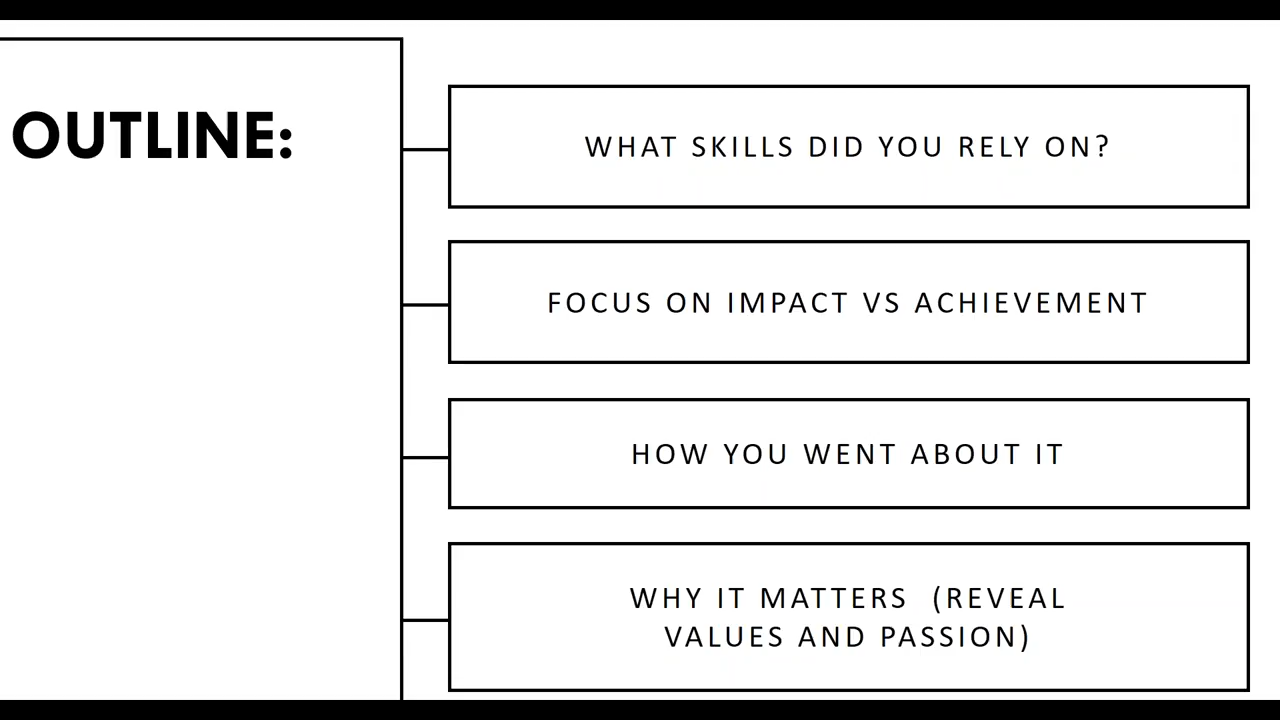 OUTLINE:
WHAT SKILLS DID YOU RELY ON?
FOCUS ON IMPACT VS ACHIEVEMENT
HOW YOU WENT ABOUT IT
WHY IT MATTERS (REVEAL
VALUES AND PASSION)